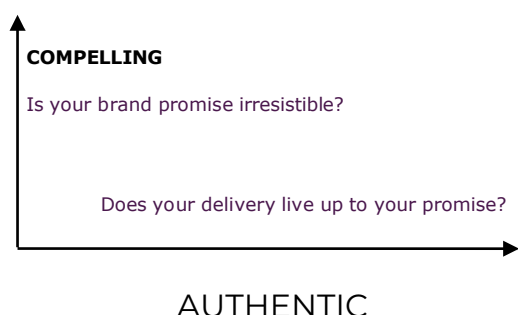 COMPELLING
Is your brand promise irresistible?
Does your delivery live up to your promise?
AUTHENTIC